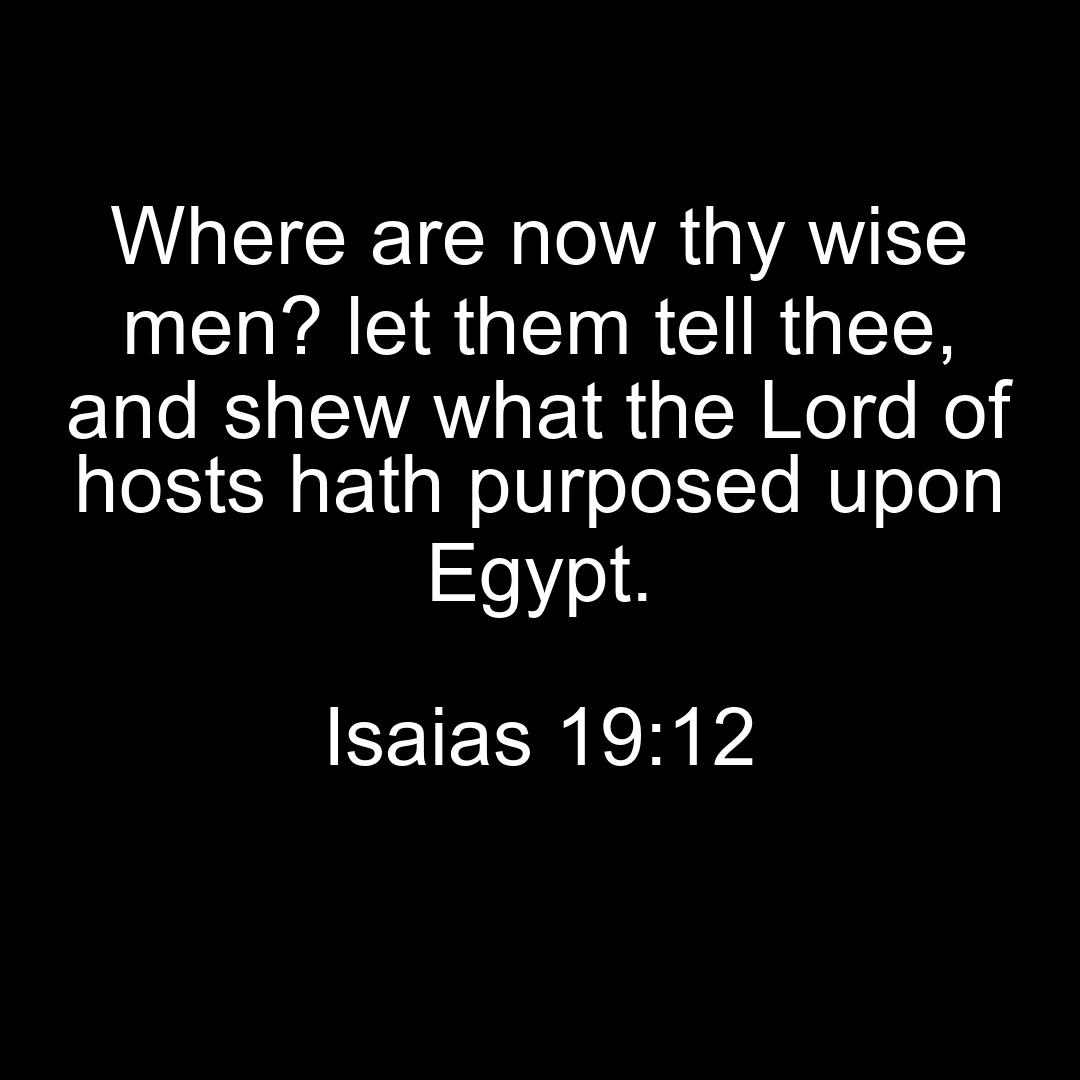 Where are now thy wise
men? let them tell thee,
and shew what the Lord of
hosts hath purposed upon
Egypt.
Isaias 19:12